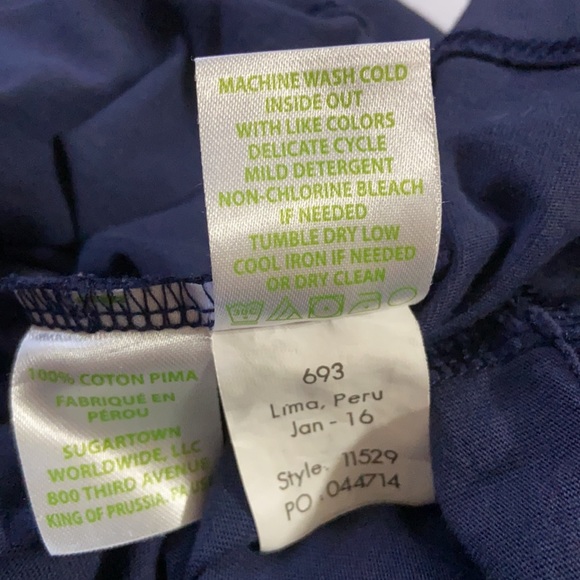 MACHINE WASH COLD
INSIDE OUT
WITH LIKE COLORS
DELICATE CYCLE
MILD DETERGENT
NON-CHLORINE BLEACH
IF NEEDED
TUMBLE DRY LOW
COOL IRON IF NEEDED
OR DRY CLEAN
30C
100% COTON PIMA
FABRIQUÉ EN
PÉROU
SUGARTOWN
WORLDWIDE, LLC
800 THIRD AVENUE
KING OF PRUSSIA, PA
693
Lima, Peru
Jan - 16
Style. 11529
PO. 044714